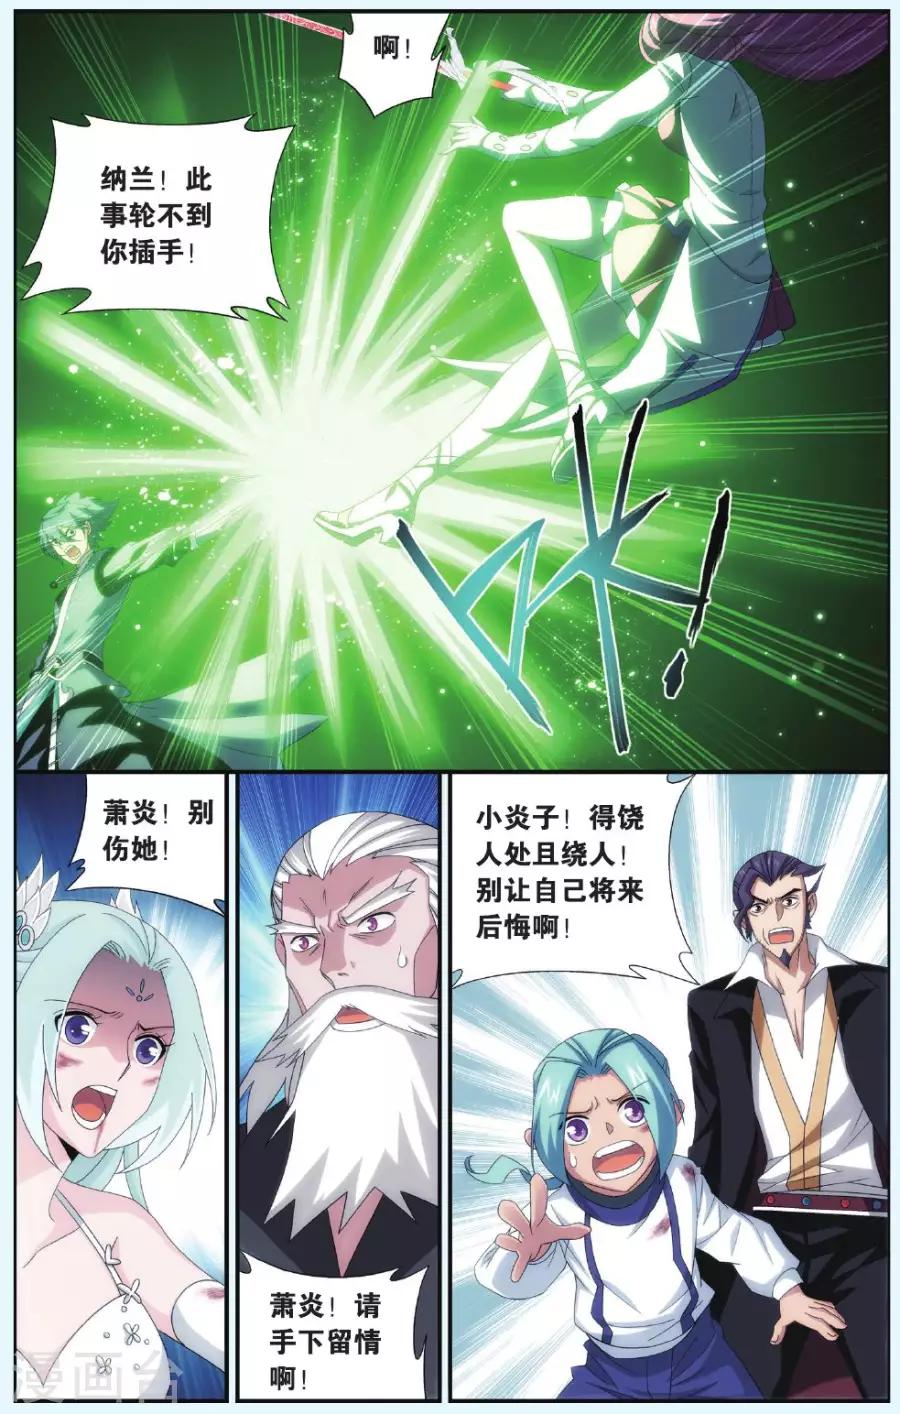 啊！
纳兰！此
事轮不到
你插手！
萧炎！别
伤她！
小炎子！得饶
人处且绕人！
别让自己将来
后悔啊！
萧炎！请
手下留情
啊！
漫画台